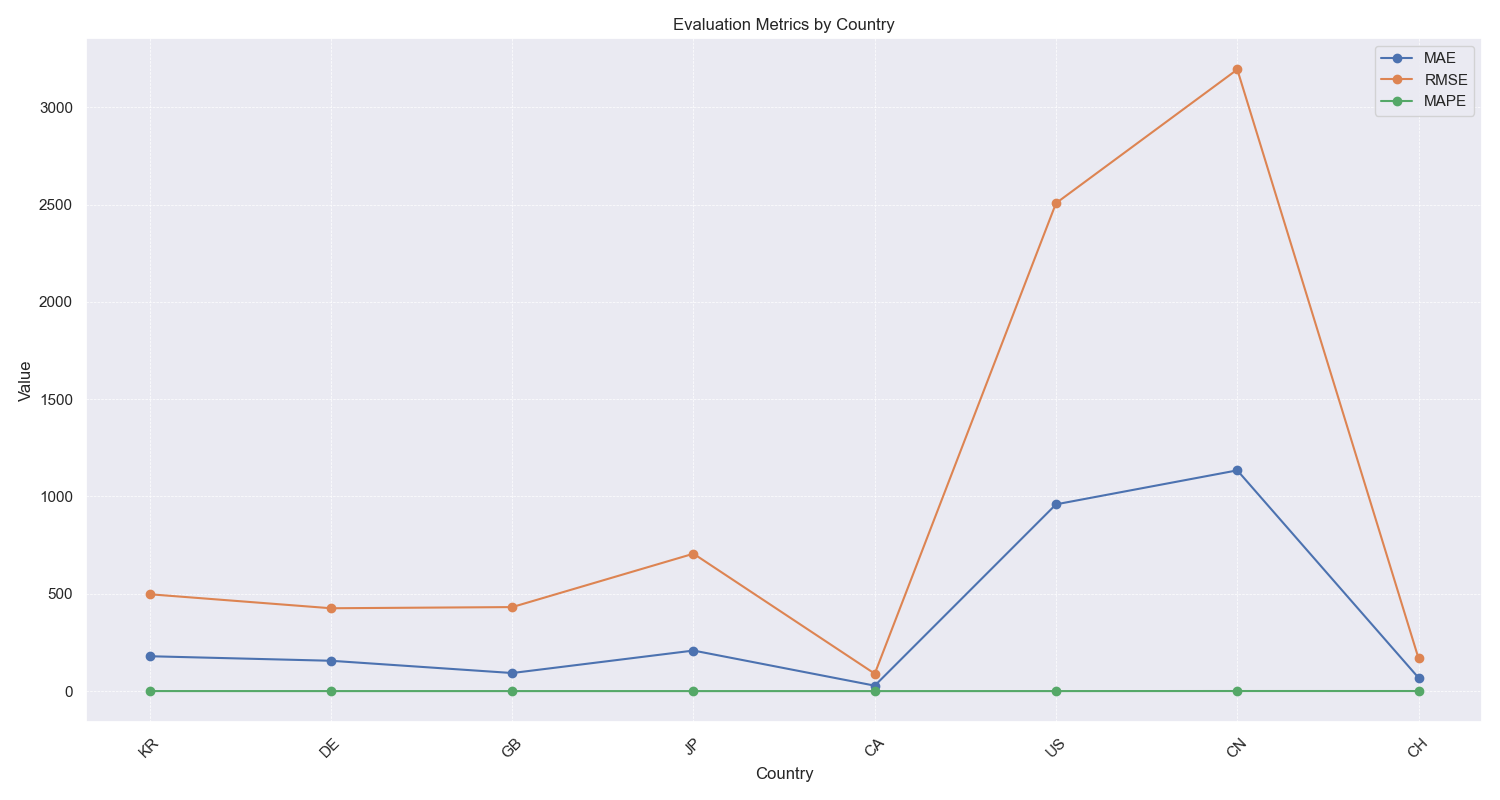 Evaluation Metrics by Country
MAE
RMSE
MAPE
3000
2500
2000
1500
1000
500
0
Value
KR
DE
GB
JP
CA
US
CN
CH
Country